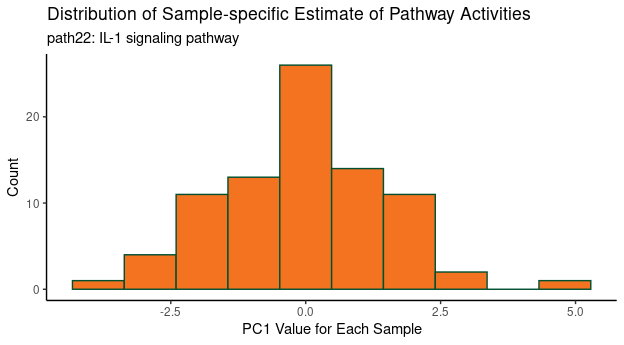 Distribution of Sample-specific Estimate of Pathway Activities
path22: IL-1 signaling pathway
Count
20
10
0
-2.5 0.0 2.5 5.0
PC1 Value for Each Sample